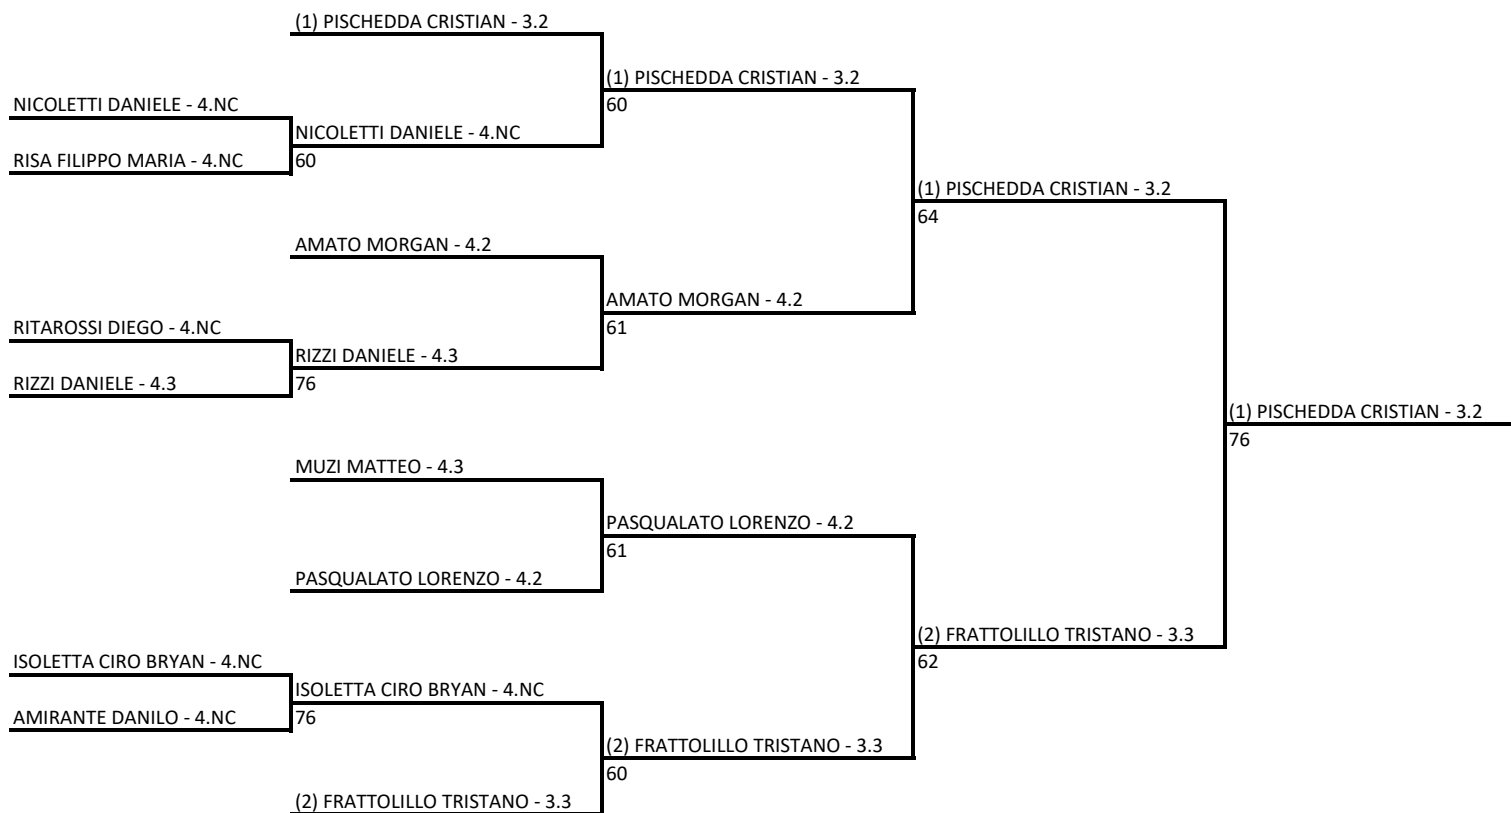 (1) PISCHEDDA CRISTIAN - 3.2
(1) PISCHEDDA CRISTIAN - 3.2
NICOLETTI DANIELE - 4.NC
60
NICOLETTI DANIELE - 4.NC
RISA FILIPPO MARIA - 4.NC
60
(1) PISCHEDDA CRISTIAN - 3.2
64
AMATO MORGAN - 4.2
AMATO MORGAN - 4.2
RITAROSSI DIEGO - 4.NC
61
RIZZI DANIELE - 4.3
RIZZI DANIELE - 4.3
76
(1) PISCHEDDA CRISTIAN - 3.2
76
MUZI MATTEO - 4.3
PASQUALATO LORENZO - 4.2
61
PASQUALATO LORENZO - 4.2
(2) FRATTOLILLO TRISTANO - 3.3
ISOLETTA CIRO BRYAN - 4.NC
62
ISOLETTA CIRO BRYAN - 4.NC
AMIRANTE DANILO - 4.NC
76
(2) FRATTOLILLO TRISTANO - 3.3
60
(2) FRATTOLILLO TRISTANO - 3.3